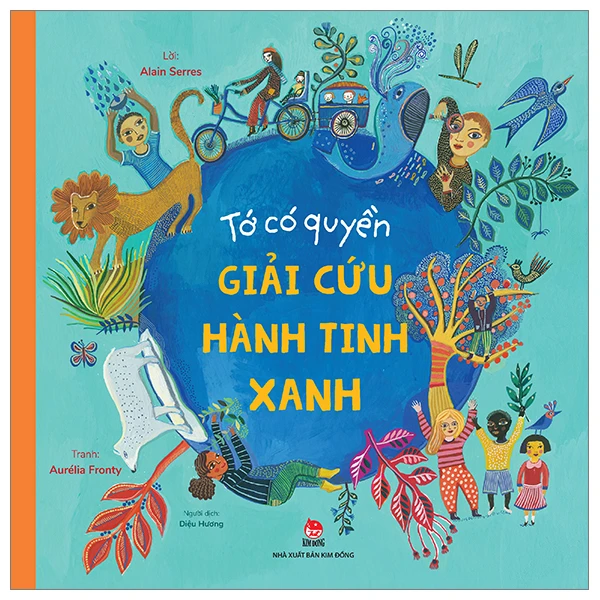 Lời:
Alain Serres
Tớ có quyền
GIẢI CỨU
HÀNH TINH
XANH
Tranh:
Aurélia Fronty
Người dịch:
Diệu Hương
KIM ĐỒNG
NHÀ XUẤT BẢN KIM ĐỒNG